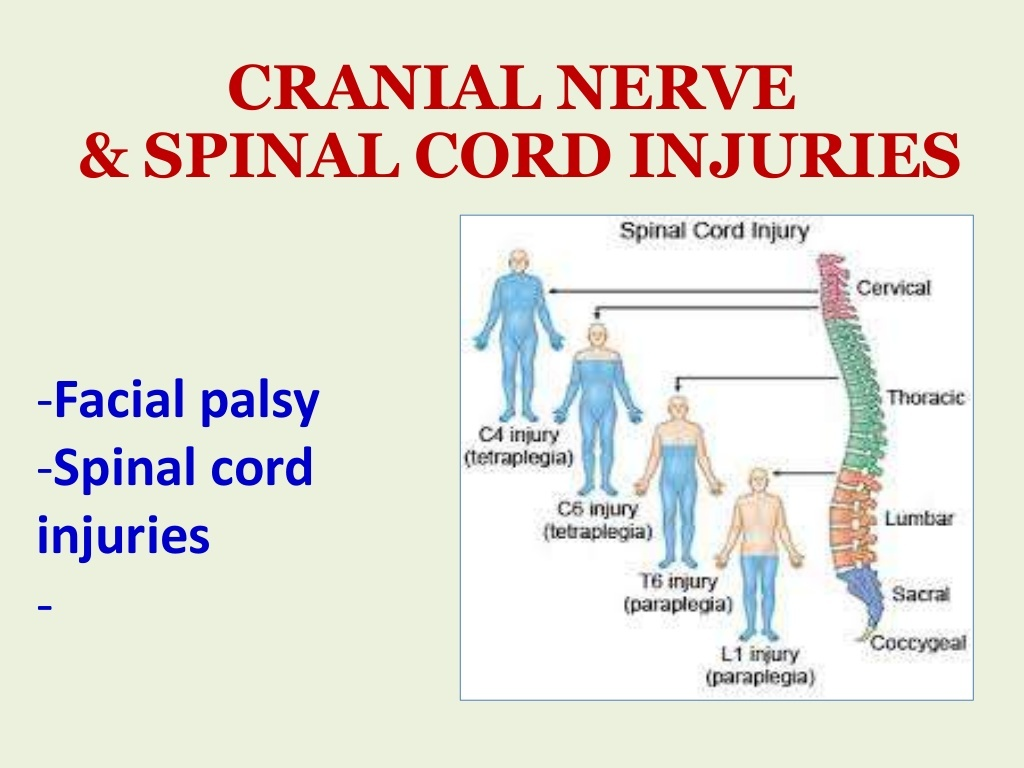 CRANIAL NERVE
& SPINAL CORD INJURIES
-Facial palsy
-Spinal cord
injuries
-
Spinal Cord Injury
Cervical
Thoracic
Lumbar
Sacral
Coccygeal
C4 injury
(tetraplegia)
C6 injury
(tetraplegia)
T6 injury
(paraplegia)
L1 injury
(paraplegia)